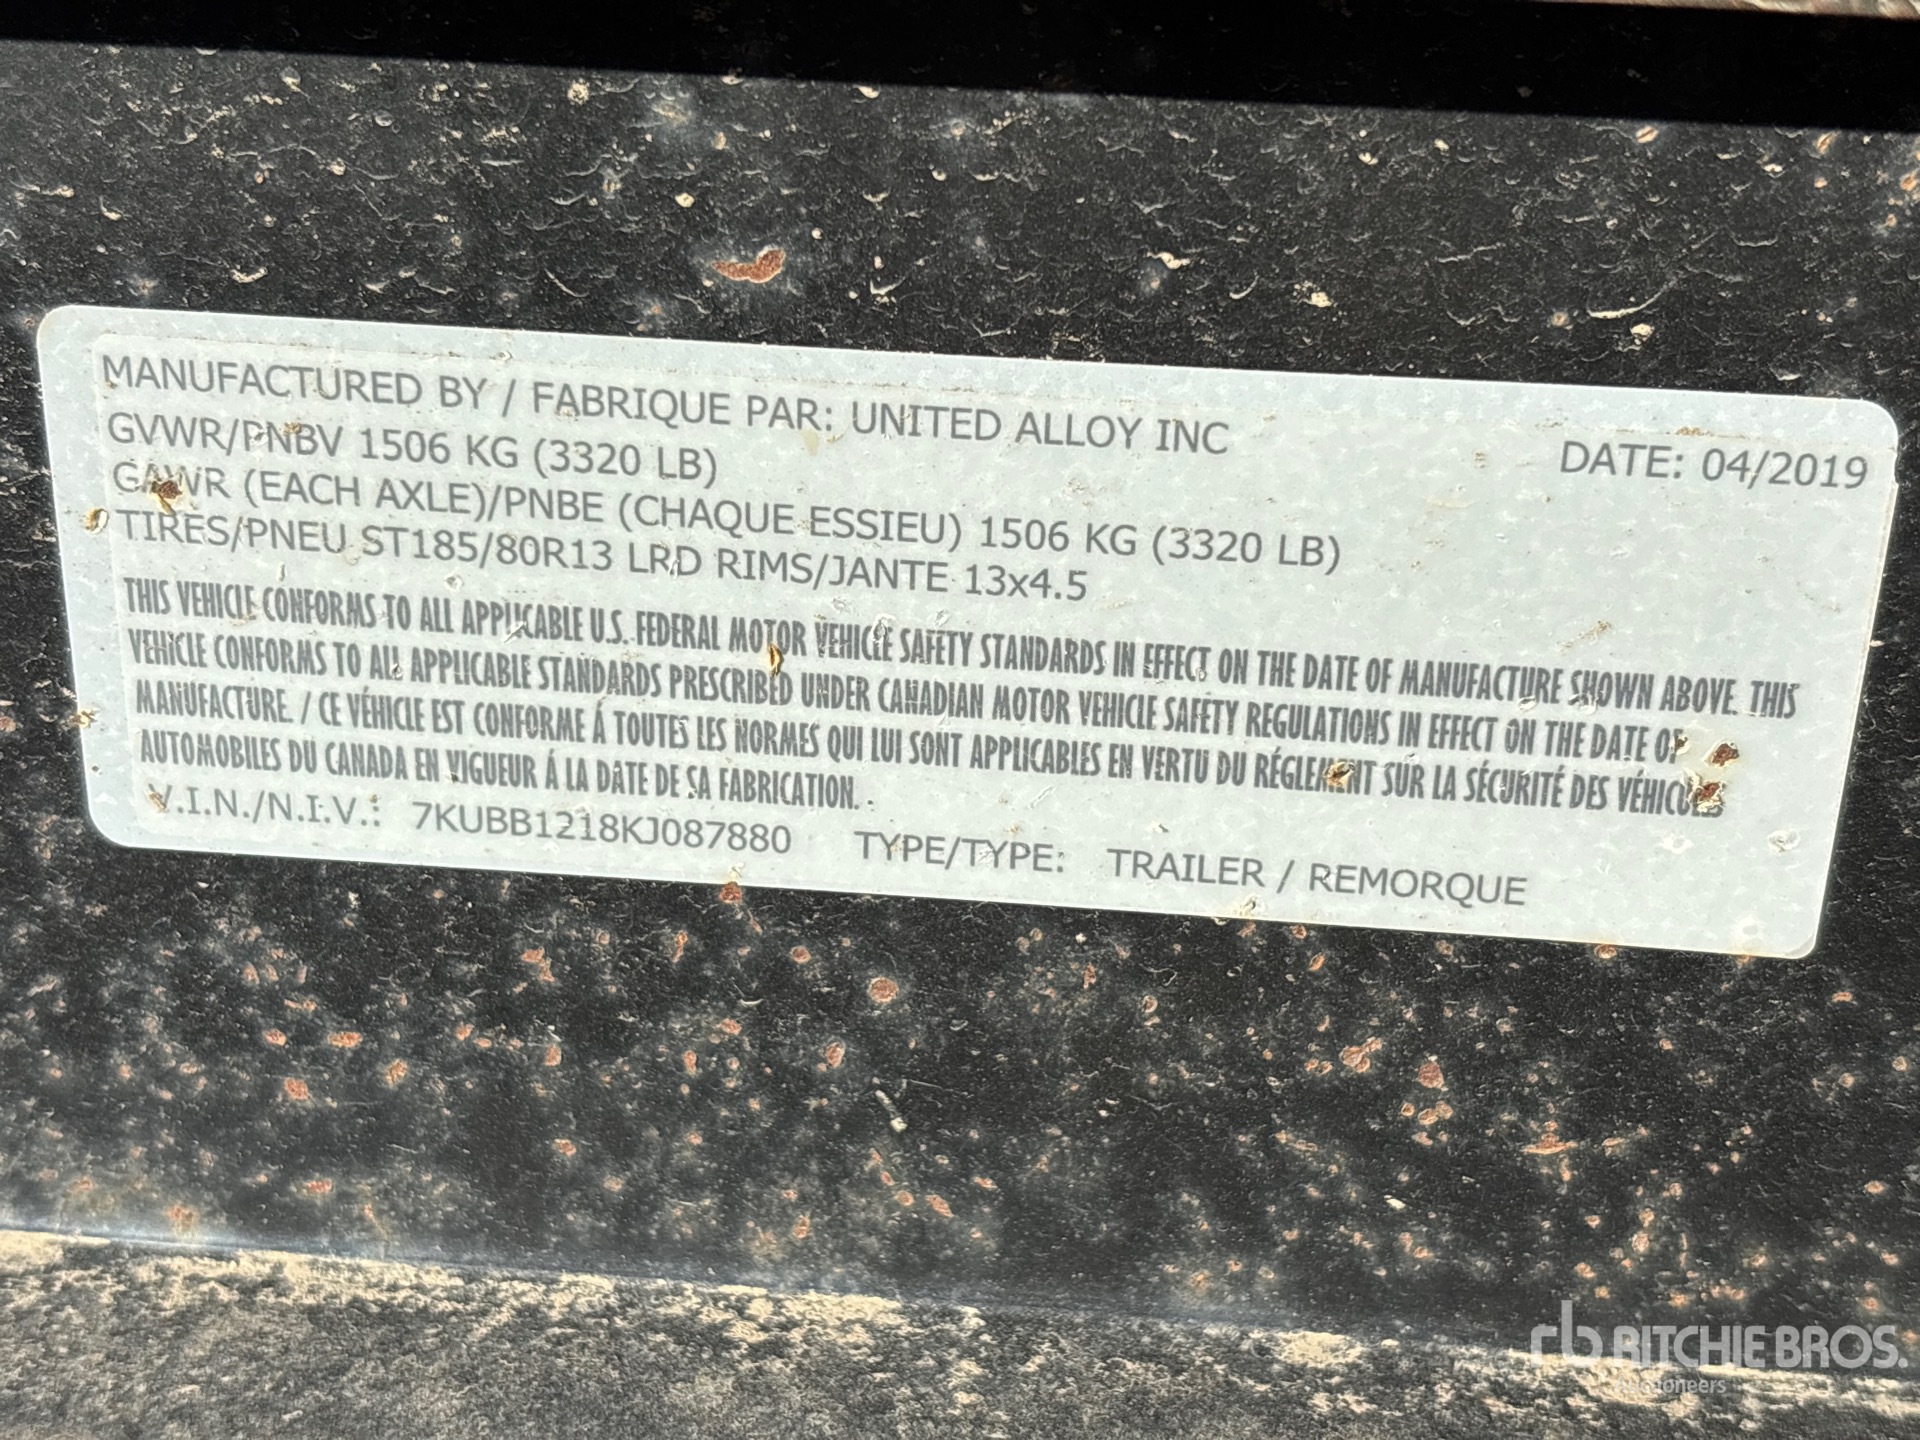 MANUFACTURED BY / FABRIQUE PAR: UNITED ALLOY INC
DATE: 04/2019
GVWR/PNBV 1506 KG (3320 LB)
GAWR (EACH AXLE)/PNBE (CHAQUE ESSIEU) 1506 KG (3320 LB)
TIRES/PNEU ST185/80R13 LRD RIMS/JANTE 13x4.5
THIS VEHICLE CONFORMS TO ALL APPLICABLE U.S. FEDERAL MOTOR VEHICLE SAFETY STANDARDS IN EFFECT ON THE DATE OF MANUFACTURE SHOWN ABOVE. THIS
VEHICLE CONFORMS TO ALL APPLICABLE STANDARDS PRESCRIBED UNDER CANADIAN MOTOR VEHICLE SAFETY REGULATIONS IN EFFECT ON THE DATE OF
MANUFACTURE. / CE VÉHICLE EST CONFORME Á TOUTES LES NORMES QUI LUI SONT APPLICABLES EN VERTU DU RÉGLEMENT SUR LA SÉCURITÉ DES VÉHICULES
AUTOMOBILES DU CANADA EN VIGUEUR Á LA DATE DE SA FABRICATION.
V.I.N./N.I.V.: 7KUBB1218KJ087880 TYPE/TYPE: TRAILER / REMORQUE
rb RITCHIE BROS.
Auctioneers